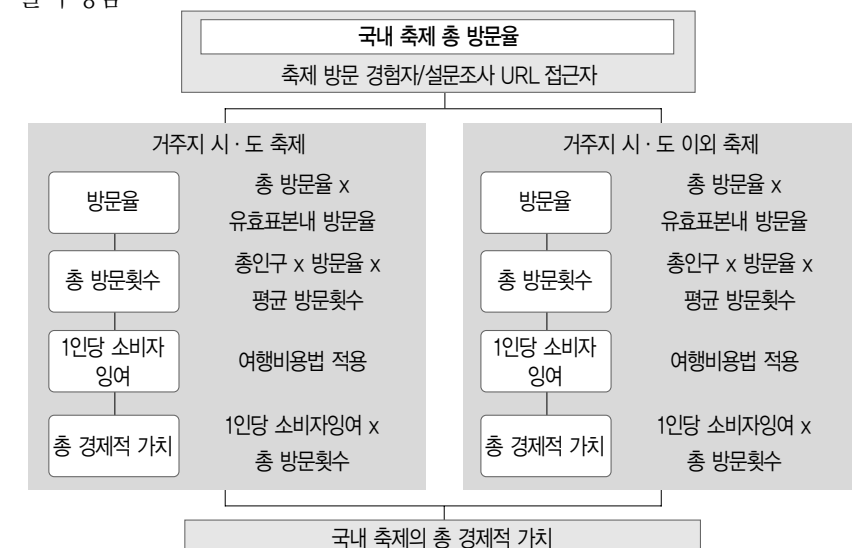 국내 축제 총 방문율
축제 방문 경험자/설문조사 URL 접근자
거주지 시·도 축제
방문율
총 방문율 x
유효표본내 방문율
총 방문횟수
총인구 x 방문율 x
평균 방문횟수
1인당 소비자
잉여
여행비용법 적용
총 경제적 가치
1인당 소비자잉여 x
총 방문횟수
거주지 시·도 이외 축제
방문율
총 방문율 x
유효표본내 방문율
총 방문횟수
총인구 x 방문율 x
평균 방문횟수
1인당 소비자
잉여
여행비용법 적용
총 경제적 가치
1인당 소비자잉여 x
총 방문횟수
국내 축제의 총 경제적 가치